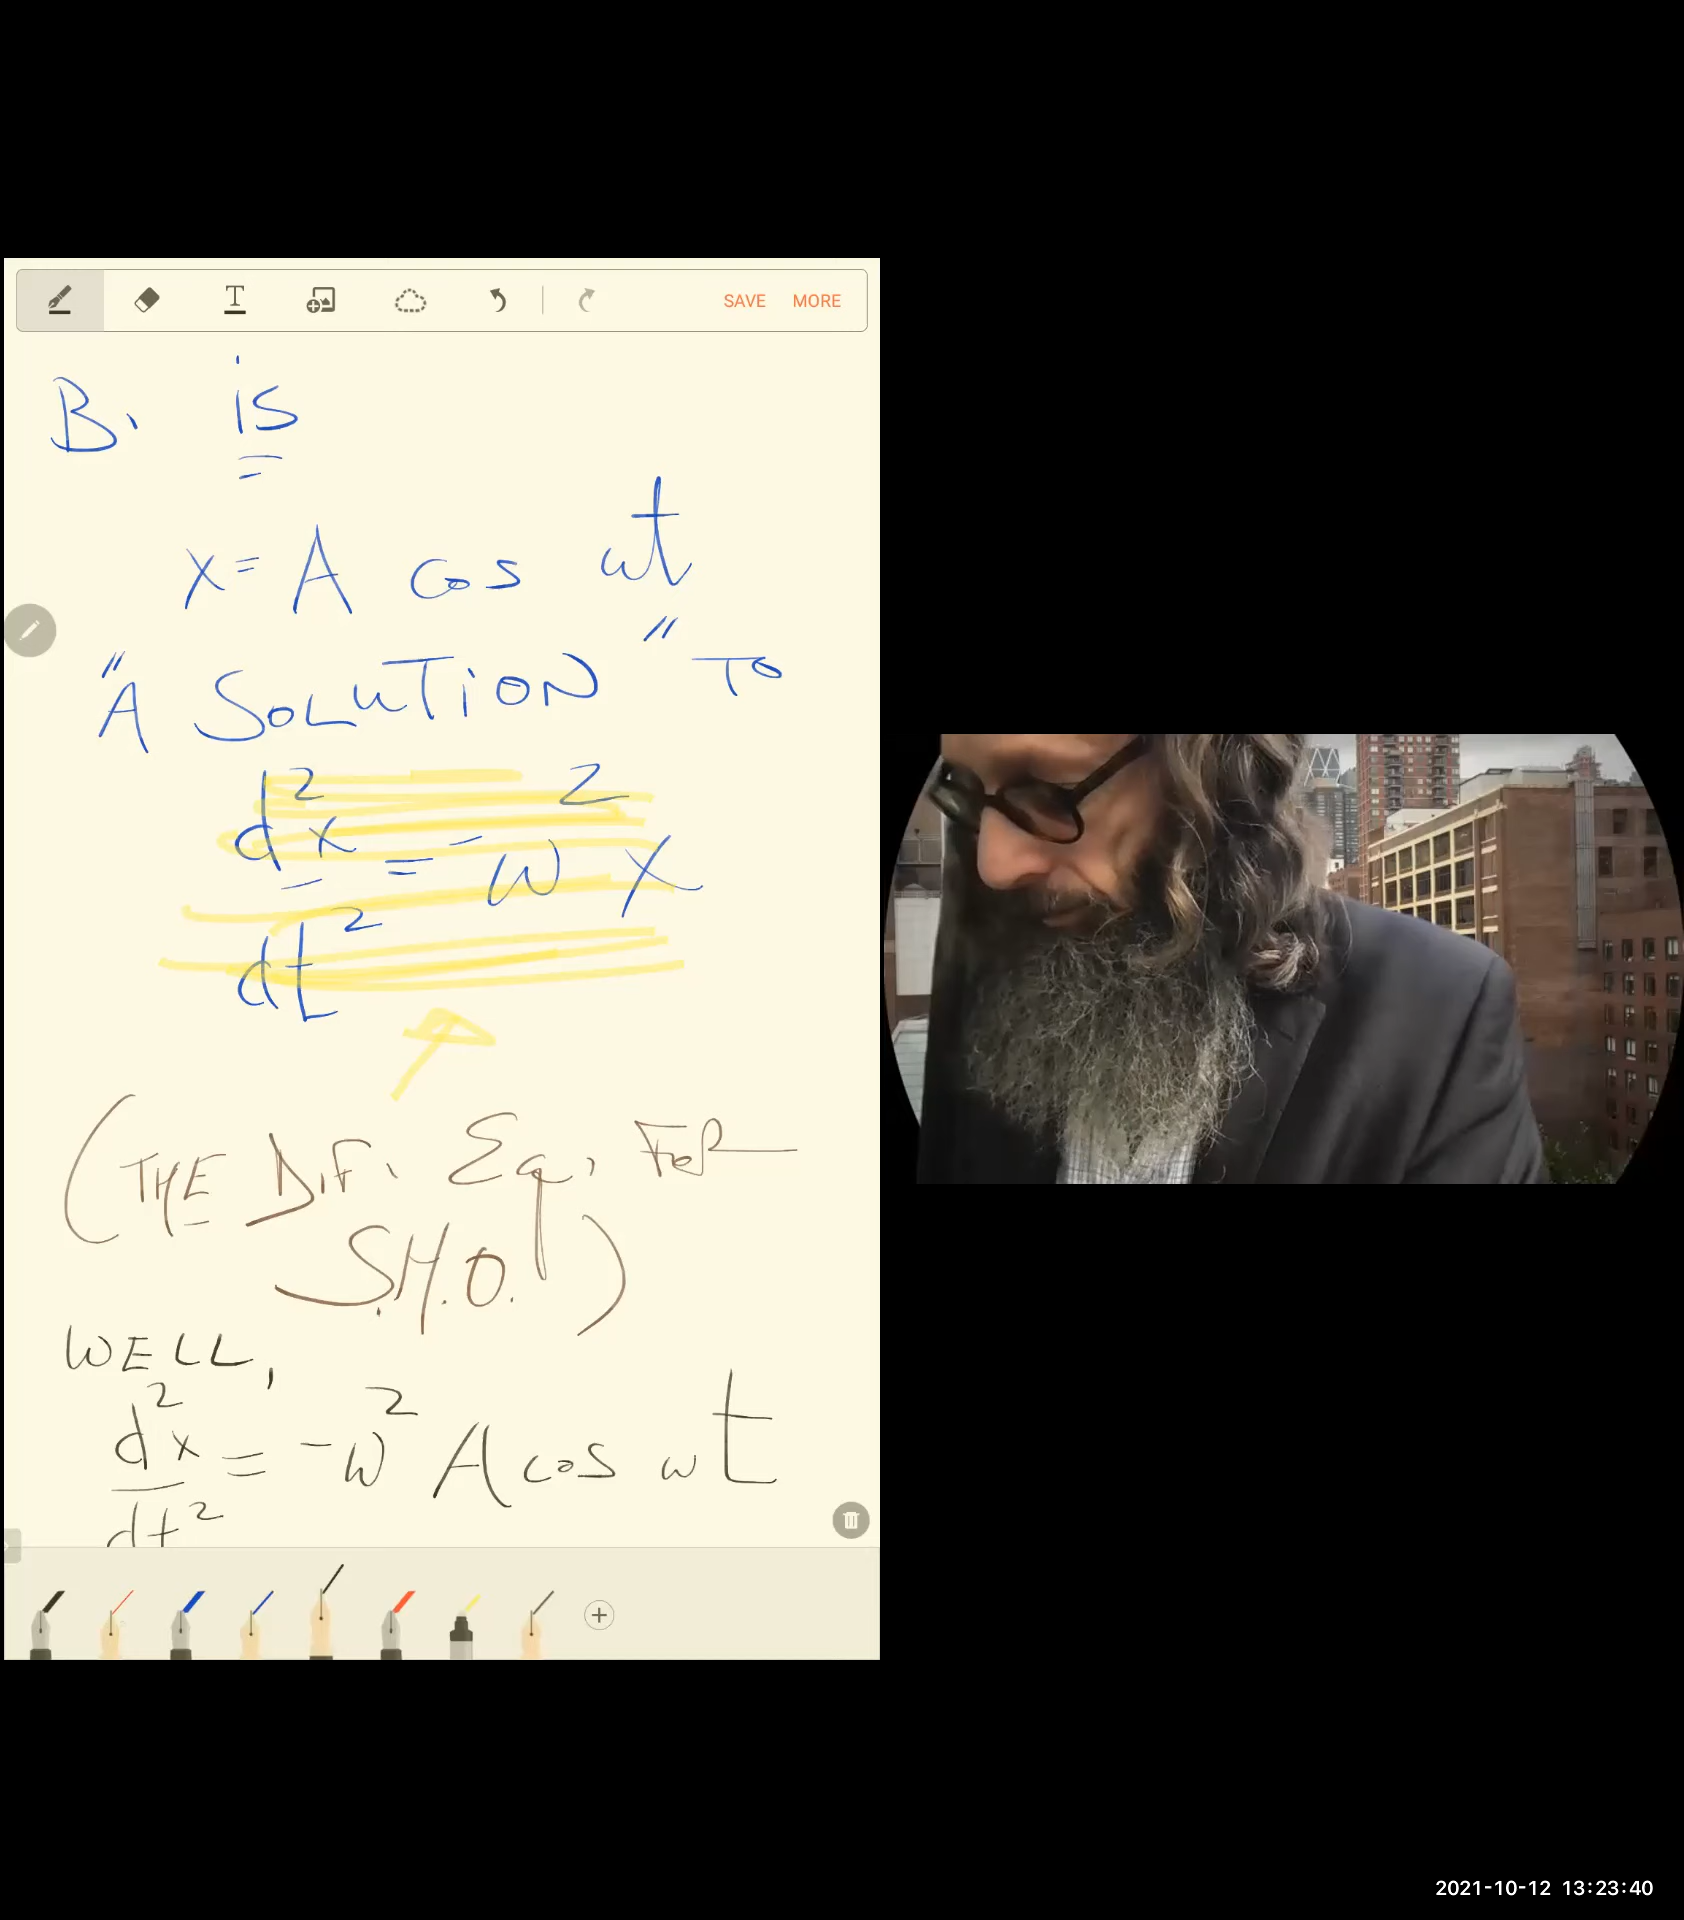 SAVE MORE
B. is
x = A cos ωt
"A SOLUTION" TO
d²x/dt² = -ω² x
(THE DIF. Eq. FOR
S.H.O.)
WELL,
d²x/dt² = -ω² A cos ωt
2021-10-12 13:23:40